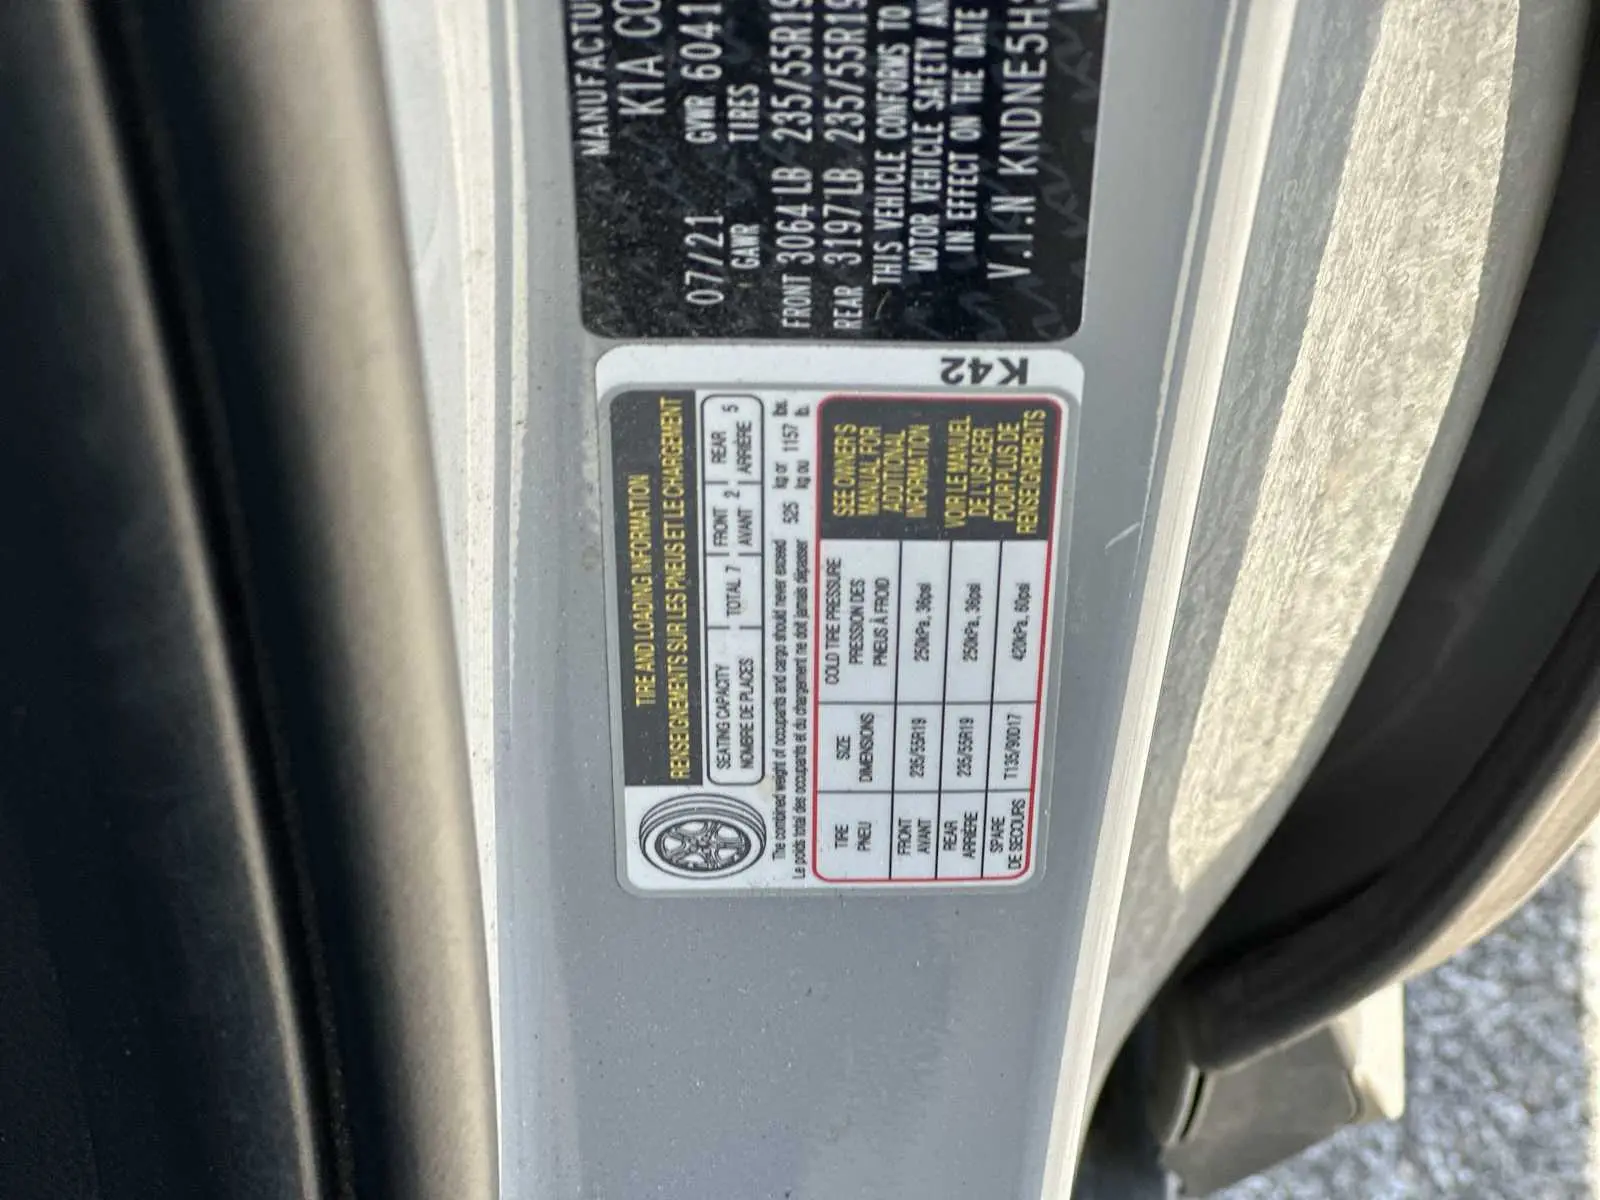 MANUFACTU
KIA CO
07/21 GVWR 6041
GAWR TIRES
FRONT 3064LB 235/55R19
REAR 3197LB 235/55R19
THIS VEHICLE CONFORMS TO
MOTOR VEHICLE SAFETY AN
IN EFFECT ON THE DATE
V.I.N KNDNE5H
K42
TIRE AND LOADING INFORMATION
RENSEIGNEMENTS SUR LES PNEUS ET LE CHARGEMENT
SEATING CAPACITY
NOMBRE DE PLACES
TOTAL 7
FRONT
AVANT 2
REAR
ARRIÈRE 5
The combined weight of occupants and cargo should never exceed 525 kg or 1157 lbs.
Le poids total des occupants et du chargement ne doit jamais dépasser kg ou lb.
TIRE SIZE COLD TIRE PRESSURE
PNEU DIMENSIONS PRESSION DES
PNEUS À FROID
FRONT
AVANT 235/55R19 250kPa, 36psi
REAR
ARRIÈRE 235/55R19 250kPa, 36psi
SPARE
DE SECOURS T135/90D17 420kPa, 60psi
SEE OWNER'S
MANUAL FOR
ADDITIONAL
INFORMATION
VOIR LE MANUEL
DE L'USAGER
POUR PLUS DE
RENSEIGNEMENTS